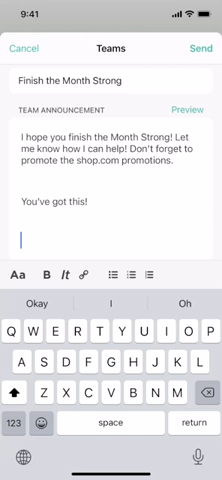 9:41
Cancel Teams Send
Finish the Month Strong
TEAM ANNOUNCEMENT Preview
I hope you finish the Month Strong! Let
me know how I can help! Don't forget to
promote the shop.com promotions.
You've got this!
Aa B It
Okay I Oh
Q W E R T Y U I O P
A S D F G H J K L
Z X C V B N M
123 space return